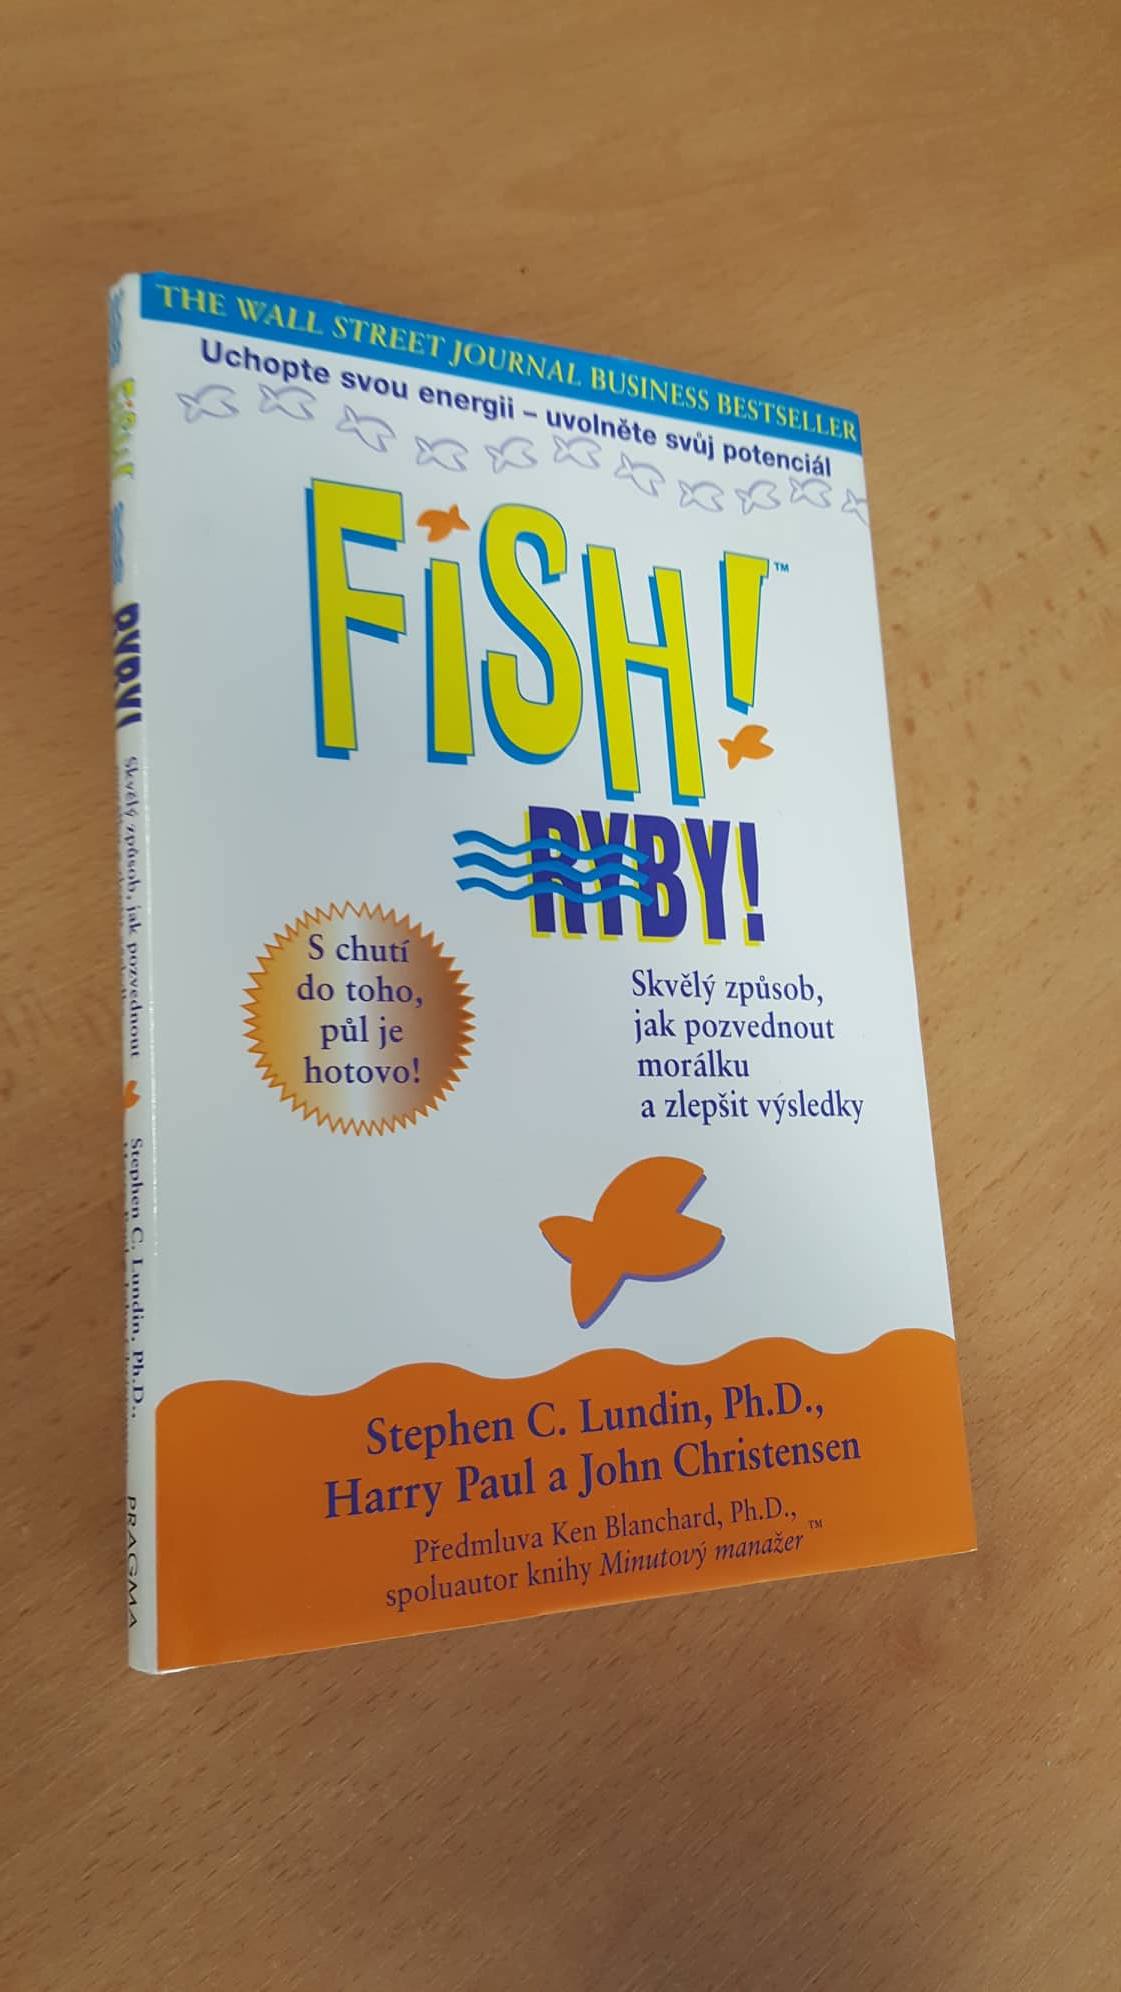 THE WALL STREET JOURNAL BUSINESS BESTSELLER
Uchopte svou energii – uvolněte svůj potenciál
FiSH!™
RYBY!
S chutí
do toho,
půl je
hotovo!
Skvělý způsob,
jak pozvednout
morálku
a zlepšit výsledky
Stephen C. Lundin, Ph.D.,
Harry Paul a John Christensen
Předmluva Ken Blanchard, Ph.D.,
spoluautor knihy Minutový manažer™
FiSH!
RYBY!
Skvělý způsob, jak pozvednout
Stephen C. Lundin, Ph.D.,
PRAGMA